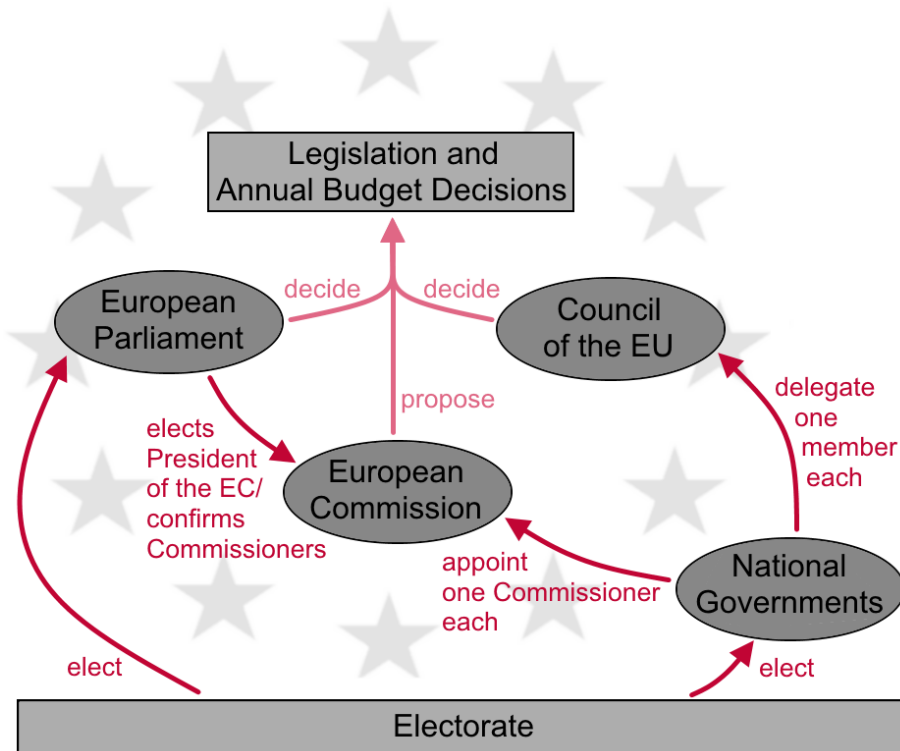 Legislation and
Annual Budget Decisions
decide
decide
European
Parliament
Council
of the EU
propose
delegate
one
member
each
elects
President
of the EC/
confirms
Commissioners
European
Commission
appoint
one Commissioner
each
National
Governments
elect
elect
Electorate